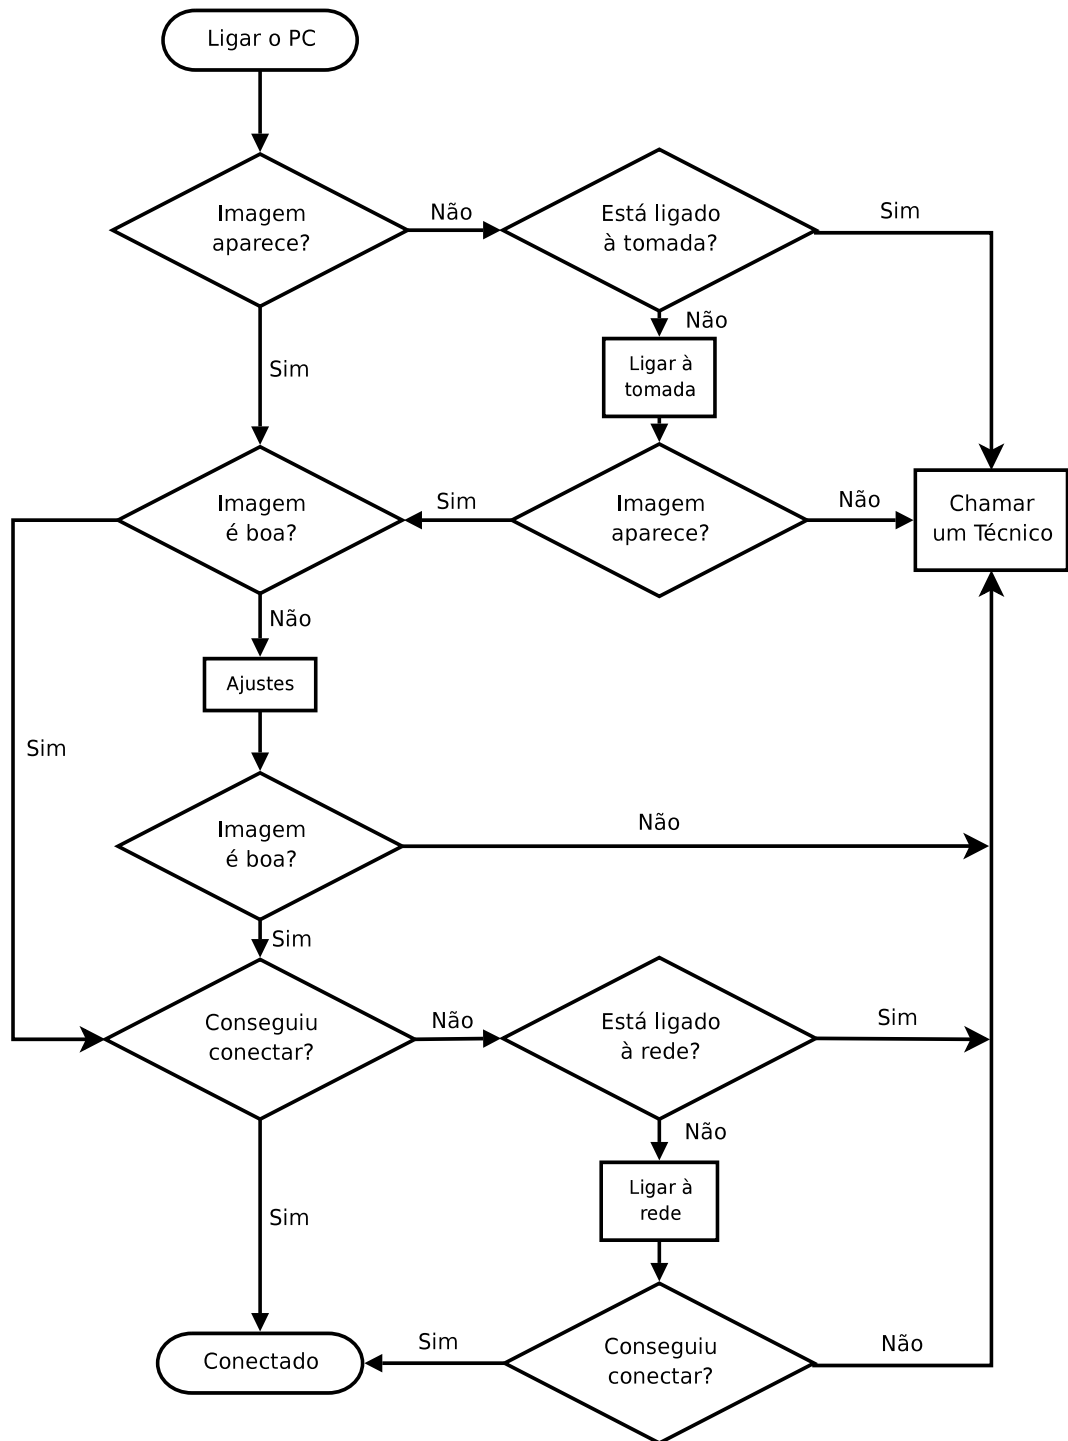 Ligar o PC
Imagem
aparece?
Não
Está ligado
à tomada?
Sim
Não
Sim
Ligar à
tomada
Imagem
é boa?
Sim
Imagem
aparece?
Não
Chamar
um Técnico
Não
Ajustes
Sim
Imagem
é boa?
Não
Sim
Conseguiu
conectar?
Não
Está ligado
à rede?
Sim
Não
Sim
Ligar à
rede
Conectado
Sim
Conseguiu
conectar?
Não